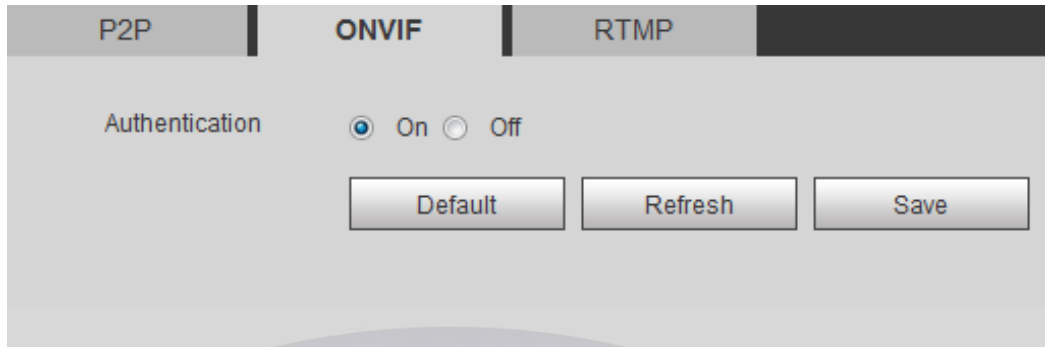 P2P ONVIF RTMP
Authentication On Off
Default Refresh Save